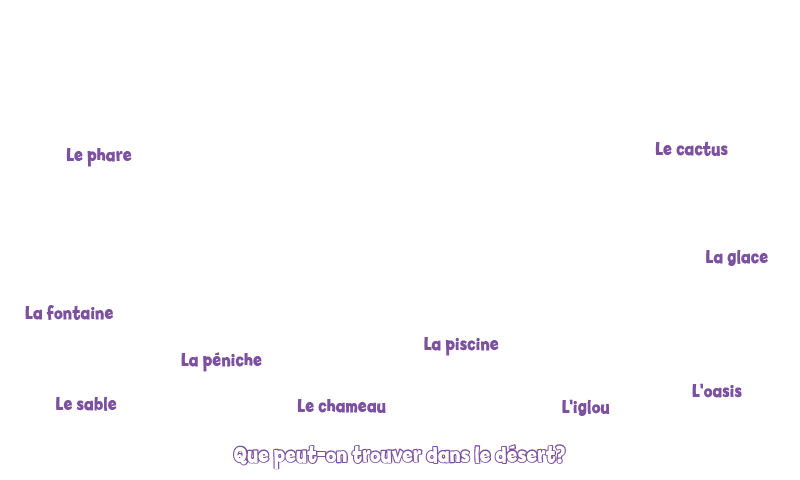 Le phare
Le cactus
La glace
La fontaine
La piscine
La péniche
L'oasis
Le sable
Le chameau
L'iglou
Que peut-on trouver dans le désert?